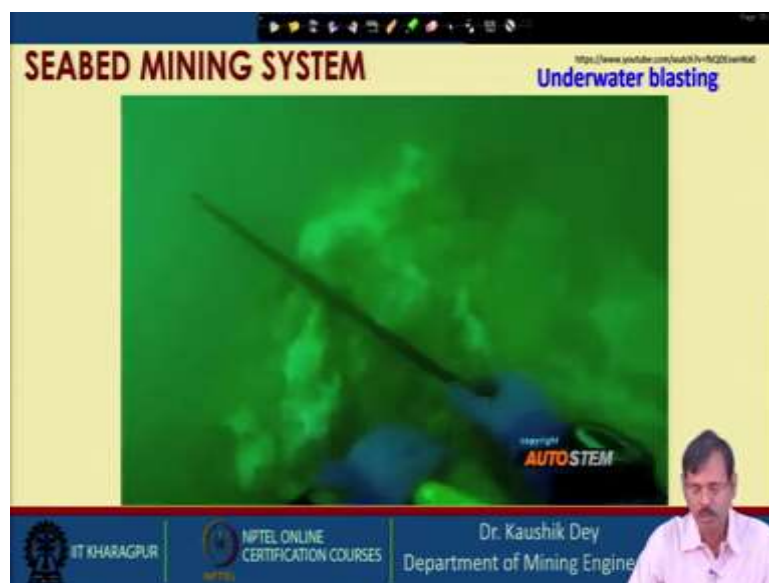 SEABED MINING SYSTEM
Underwater blasting
copyright
AUTOSTEM
IIT KHARAGPUR
NPTEL
NPTEL ONLINE
CERTIFICATION COURSES
Dr. Kaushik Dey
Department of Mining Engine